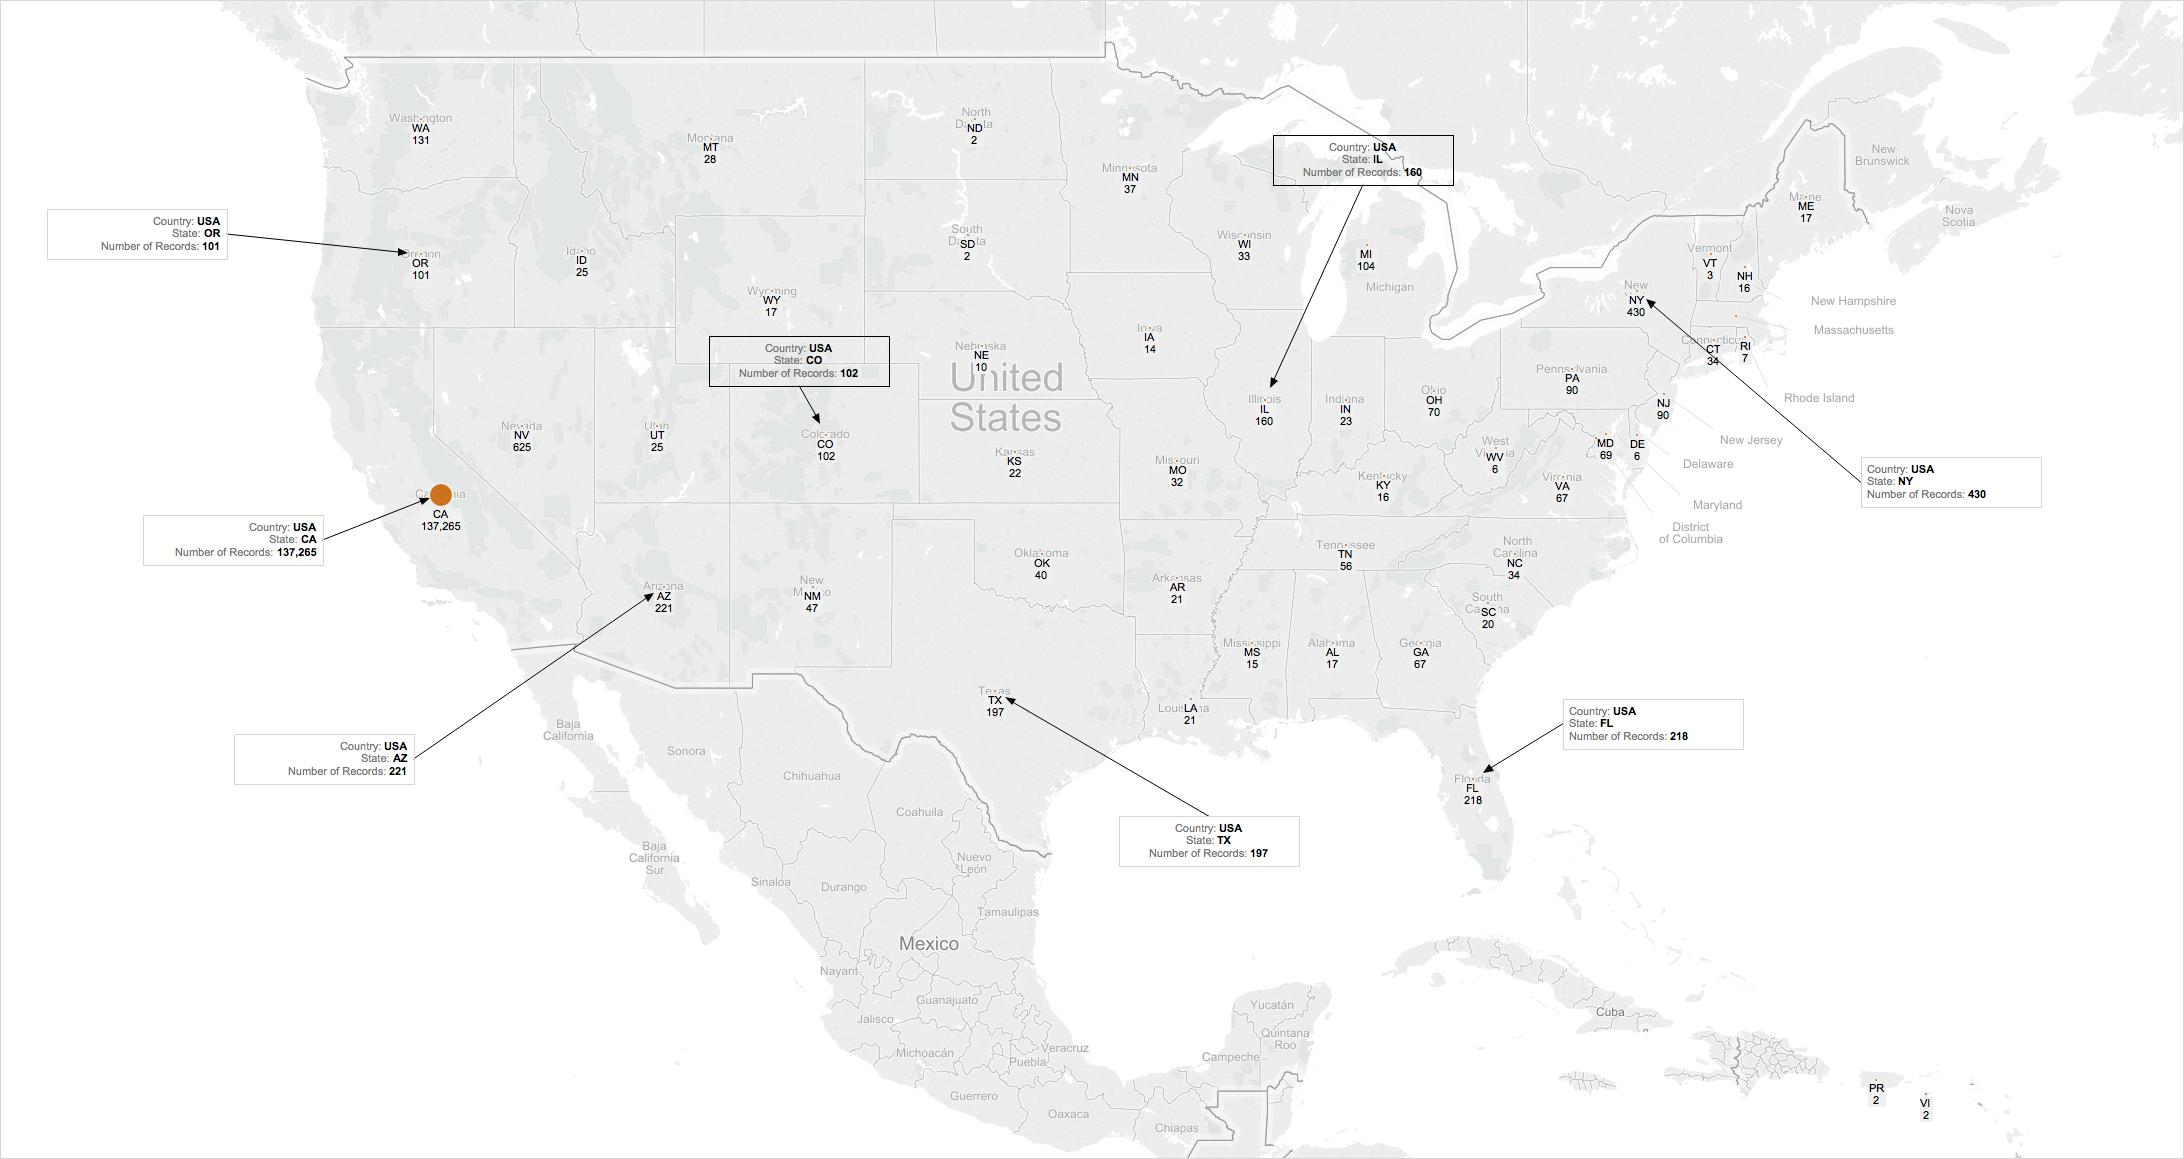 Washington
WA
131
Montana
MT
28
North
Dakota
ND
2
Minnesota
MN
37
Country: USA
State: IL
Number of Records: 160
New
Brunswick
Maine
ME
17
Nova
Scotia
Country: USA
State: OR
Number of Records: 101
Oregon
OR
101
Idaho
ID
25
Wyoming
WY
17
South
Dakota
SD
2
Wisconsin
WI
33
MI
104
Michigan
Vermont
VT
3
NH
16
New Hampshire
New
NY
430
Massachusetts
Connecticut
CT
34
RI
7
Rhode Island
Country: USA
State: CO
Number of Records: 102
Nebraska
NE
10
United
States
Iowa
IA
14
Illinois
IL
160
Indiana
IN
23
Ohio
OH
70
Pennsylvania
PA
90
NJ
90
New Jersey
Nevada
NV
625
Utah
UT
25
Colorado
CO
102
Kansas
KS
22
Missouri
MO
32
Kentucky
KY
16
West
Virginia
WV
6
Virginia
VA
67
MD
69
DE
6
Delaware
Maryland
District
of Columbia
Country: USA
State: NY
Number of Records: 430
California
CA
137,265
Country: USA
State: CA
Number of Records: 137,265
Arizona
AZ
221
New
Mexico
NM
47
Oklahoma
OK
40
Arkansas
AR
21
Tennessee
TN
56
North
Carolina
NC
34
South
Carolina
SC
20
Mississippi
MS
15
Alabama
AL
17
Georgia
GA
67
Texas
TX
197
Louisiana
LA
21
Country: USA
State: FL
Number of Records: 218
Florida
FL
218
Country: USA
State: AZ
Number of Records: 221
Country: USA
State: TX
Number of Records: 197
Baja
California
Sonora
Chihuahua
Coahuila
Baja
California
Sur
Nuevo
León
Sinaloa
Durango
Tamaulipas
Mexico
Nayarit
Guanajuato
Jalisco
Yucatán
Quintana
Roo
Cuba
Michoacán
Veracruz
Puebla
Campeche
Guerrero
Oaxaca
Chiapas
PR
2
VI
2